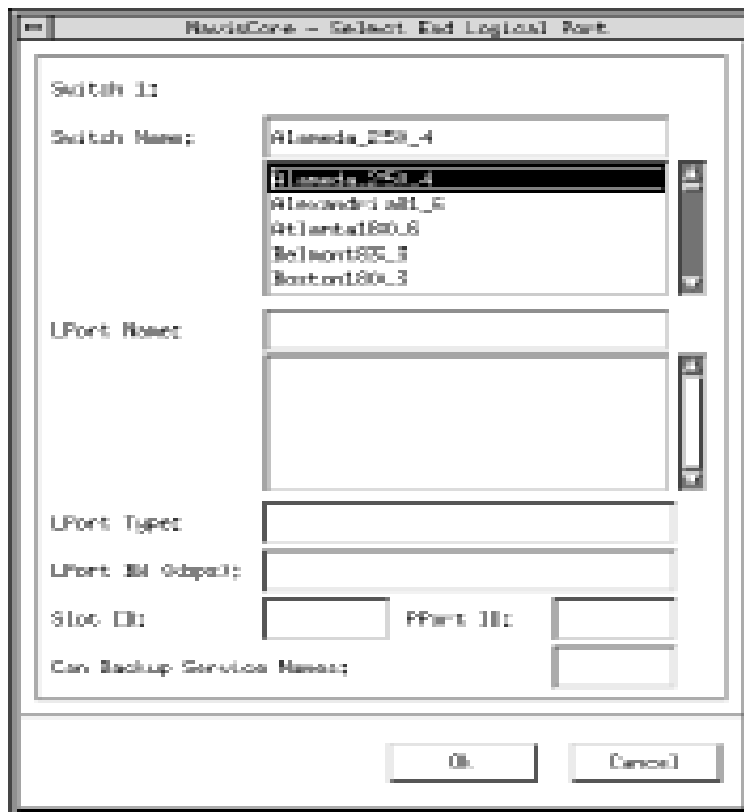 NavisCore - Select End Logical Port
Switch 1:
Switch Name:
Alameda_250_4
Alameda_250_4
Alexandria81_6
Atlanta180_6
Boston180_3
LPort Name:
LPort Type:
LPort BW (kbps):
Slot ID:
PPort ID:
Can Backup Service Names:
Ok
Cancel